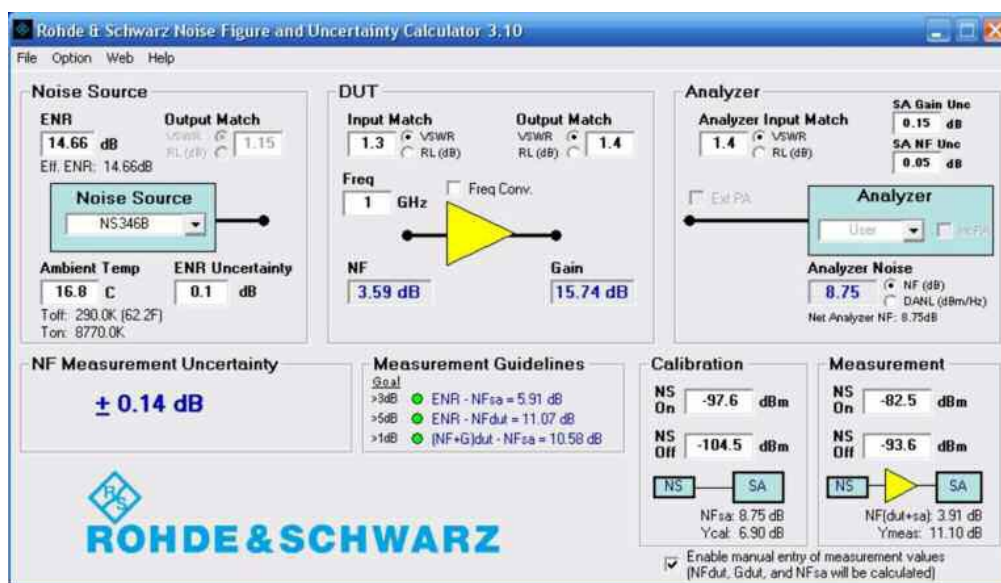 Rohde & Schwarz Noise Figure and Uncertainty Calculator 3.10
File Option Web Help
Noise Source
ENR
14.66 dB
Output Match
VSWR
RL (dB)
1.15
Eff. ENR: 14.66dB
Noise Source
NS346B
Ambient Temp
16.8 C
ENR Uncertainty
0.1 dB
Toff: 290.0K (62.2F)
Ton: 8770.0K
DUT
Input Match
1.3
VSWR
RL (dB)
Output Match
VSWR
RL (dB)
1.4
Freq
1 GHz
Freq Conv.
NF
3.59 dB
Gain
15.74 dB
Analyzer
Analyzer Input Match
1.4
VSWR
RL (dB)
SA Gain Unc
0.15 dB
SA NF Unc
0.05 dB
Ext PA
Analyzer
User
Int PA
Analyzer Noise
8.75
NF (dB)
DANL (dBm/Hz)
Net Analyzer NF: 8.75dB
NF Measurement Uncertainty
± 0.14 dB
Measurement Guidelines
Goal
>3dB ENR - NFsa = 5.91 dB
>5dB ENR - NFdut = 11.07 dB
>1dB (NF+G)dut - NFsa = 10.58 dB
Calibration
NS On -97.6 dBm
NS Off -104.5 dBm
NS SA
NFsa: 8.75 dB
Ycal: 6.90 dB
Measurement
NS On -82.5 dBm
NS Off -93.6 dBm
NS SA
NF(dut+sa): 3.91 dB
Ymeas: 11.10 dB
Enable manual entry of measurement values
(NFdut, Gdut, and NFsa will be calculated)
R S
ROHDE & SCHWARZ